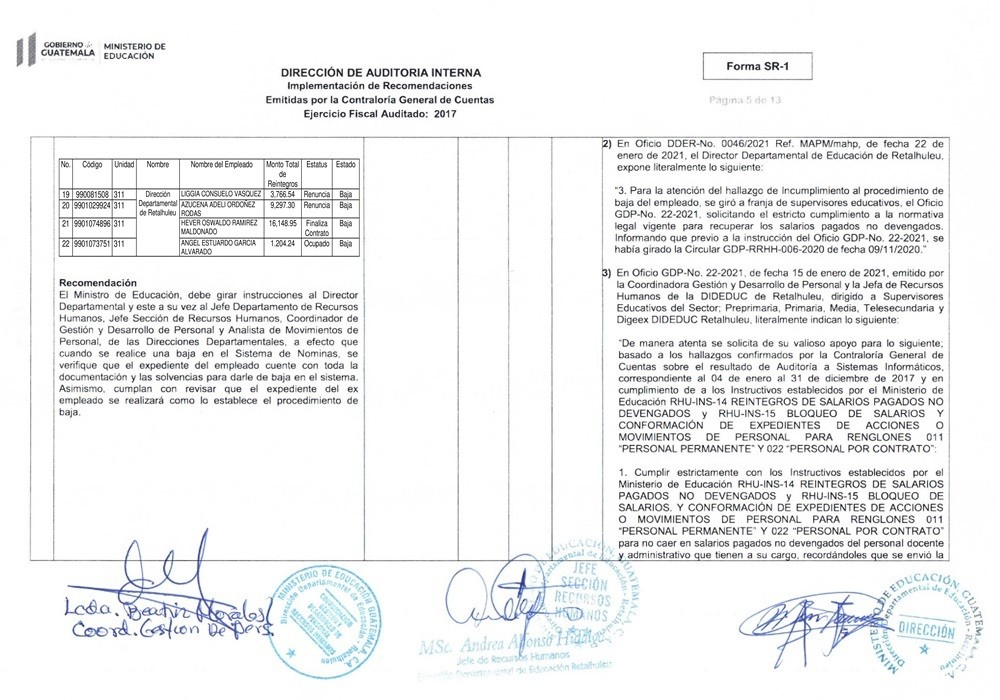 GOBIERNO de
GUATEMALA
MINISTERIO DE
EDUCACIÓN
DIRECCIÓN DE AUDITORIA INTERNA
Implementación de Recomendaciones
Emitidas por la Contraloría General de Cuentas
Ejercicio Fiscal Auditado: 2017
Forma SR-1
Página 5 de 13
No. Código Unidad Nombre Nombre del Empleado Monto Total de Reintegros Estatus Estado
19 990081508 311 Dirección Departamental de Retalhuleu LIGGIA CONSUELO VASQUEZ 3,766.54 Renuncia Baja
20 9901029924 311 AZUCENA ADELI ORDOÑEZ RODAS 9,297.30 Renuncia Baja
21 9901074896 311 HEVER OSWALDO RAMIREZ MALDONADO 16,148.95 Finaliza Contrato Baja
22 9901073751 311 ANGEL ESTUARDO GARCIA ALVARADO 1.204.24 Ocupado Baja
Recomendación
El Ministro de Educación, debe girar instrucciones al Director
Departamental y este a su vez al Jefe Departamento de Recursos
Humanos, Jefe Sección de Recursos Humanos, Coordinador de
Gestión y Desarrollo de Personal y Analista de Movimientos de
Personal, de las Direcciones Departamentales, a efecto que
cuando se realice una baja en el Sistema de Nominas, se
verifique que el expediente del empleado cuente con toda la
documentación y las solvencias para darle de baja en el sistema.
Asimismo, cumplan con revisar que el expediente del ex
empleado se realizará como lo establece el procedimiento de
baja.
2) En Oficio DDER-No. 0046/2021 Ref. MAPM/mahp, de fecha 22 de
enero de 2021, el Director Departamental de Educación de Retalhuleu,
expone literalmente lo siguiente:
"3. Para la atención del hallazgo de Incumplimiento al procedimiento de
baja del empleado, se giró a franja de supervisores educativos, el Oficio
GDP-No. 22-2021, solicitando el estricto cumplimiento a la normativa
legal vigente para recuperar los salarios pagados no devengados.
Informando que previo a la instrucción del Oficio GDP-No. 22-2021, se
había girado la Circular GDP-RRHH-006-2020 de fecha 09/11/2020."
3) En Oficio GDP-No. 22-2021, de fecha 15 de enero de 2021, emitido por
la Coordinadora Gestión y Desarrollo de Personal y la Jefa de Recursos
Humanos de la DIDEDUC de Retalhuleu, dirigido a Supervisores
Educativos del Sector; Preprimaria, Primaria, Media, Telesecundaria y
Digeex DIDEDUC Retalhuleu, literalmente indican lo siguiente:
"De manera atenta se solicita de su valioso apoyo para lo siguiente;
basado a los hallazgos confirmados por la Contraloría General de
Cuentas sobre el resultado de Auditoría a Sistemas Informáticos,
correspondiente al 04 de enero al 31 de diciembre de 2017 y en
cumplimiento de a los Instructivos establecidos por el Ministerio de
Educación RHU-INS-14 REINTEGROS DE SALARIOS PAGADOS NO
DEVENGADOS y RHU-INS-15 BLOQUEO DE SALARIOS Y
CONFORMACIÓN DE EXPEDIENTES DE ACCIONES O
MOVIMIENTOS DE PERSONAL PARA RENGLONES 011
"PERSONAL PERMANENTE" Y 022 "PERSONAL POR CONTRATO":
1. Cumplir estrictamente con los Instructivos establecidos por el
Ministerio de Educación RHU-INS-14 REINTEGROS DE SALARIOS
PAGADOS NO DEVENGADOS y RHU-INS-15 BLOQUEO DE
SALARIOS. Y CONFORMACIÓN DE EXPEDIENTES DE ACCIONES
O MOVIMIENTOS DE PERSONAL PARA RENGLONES 011
"PERSONAL PERMANENTE" Y 022 "PERSONAL POR CONTRATO"
para no caer en salarios pagados no devengados del personal docente
y administrativo que tienen a su cargo, recordándoles que se envió la
Lcda. Beatriz Morales
Coord. Gestion De Pers.
MINISTERIO DE EDUCACIÓN GUATEMALA, C.A.
Retalhuleu
JEFE
SECCIÓN
RECURSOS
HUMANOS
MSc. Andrea Alfonso Hidalgo
Jefe de Recursos Humanos
Dirección Departamental de Educación Retalhuleu
MINISTERIO DE EDUCACIÓN GUATEMALA, C.A.
Dirección Departamental de Educación - Retalhuleu
DIRECCIÓN